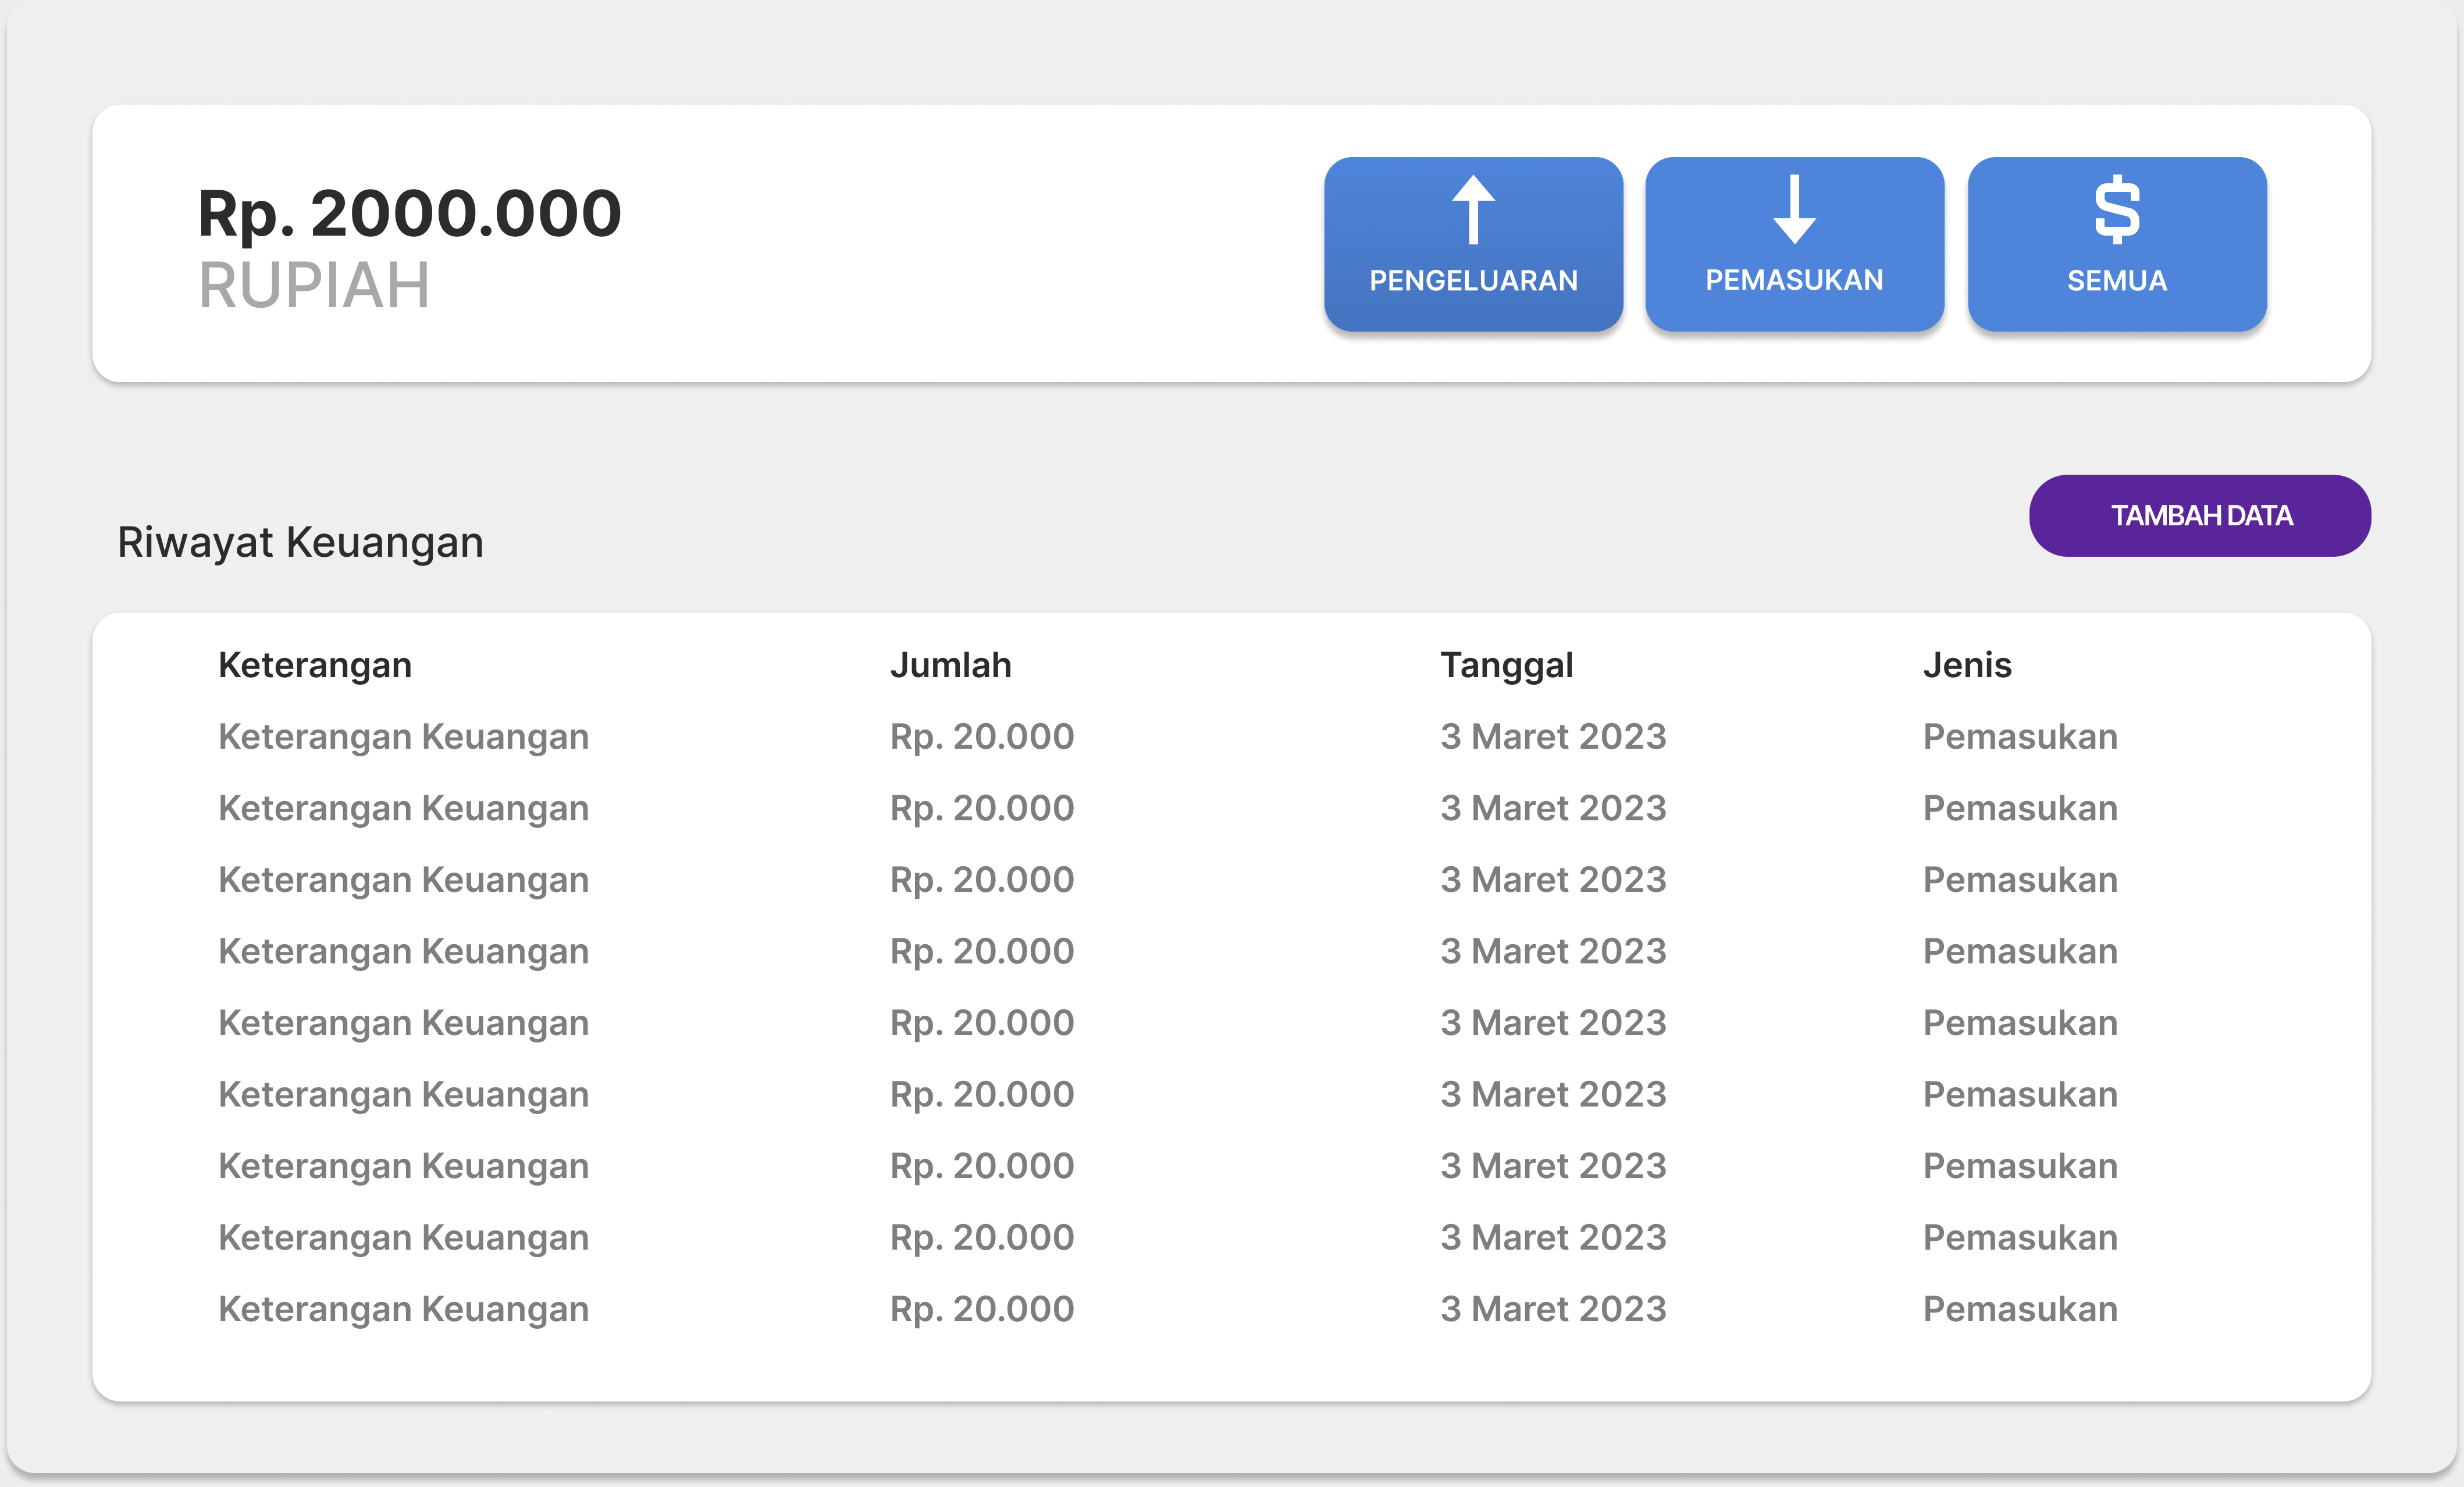 Rp. 2000.000
RUPIAH
PENGELUARAN
PEMASUKAN
$
SEMUA
Riwayat Keuangan
TAMBAH DATA
Keterangan Jumlah Tanggal Jenis
Keterangan Keuangan Rp. 20.000 3 Maret 2023 Pemasukan
Keterangan Keuangan Rp. 20.000 3 Maret 2023 Pemasukan
Keterangan Keuangan Rp. 20.000 3 Maret 2023 Pemasukan
Keterangan Keuangan Rp. 20.000 3 Maret 2023 Pemasukan
Keterangan Keuangan Rp. 20.000 3 Maret 2023 Pemasukan
Keterangan Keuangan Rp. 20.000 3 Maret 2023 Pemasukan
Keterangan Keuangan Rp. 20.000 3 Maret 2023 Pemasukan
Keterangan Keuangan Rp. 20.000 3 Maret 2023 Pemasukan
Keterangan Keuangan Rp. 20.000 3 Maret 2023 Pemasukan